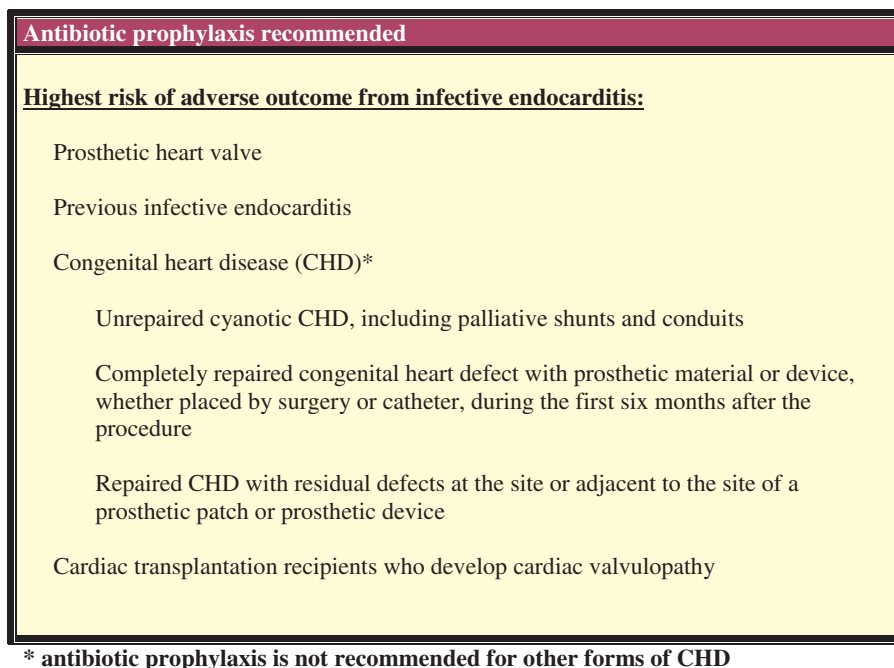 Antibiotic prophylaxis recommended
Highest risk of adverse outcome from infective endocarditis:
Prosthetic heart valve
Previous infective endocarditis
Congenital heart disease (CHD)*
Unrepaired cyanotic CHD, including palliative shunts and conduits
Completely repaired congenital heart defect with prosthetic material or device,
whether placed by surgery or catheter, during the first six months after the
procedure
Repaired CHD with residual defects at the site or adjacent to the site of a
prosthetic patch or prosthetic device
Cardiac transplantation recipients who develop cardiac valvulopathy
* antibiotic prophylaxis is not recommended for other forms of CHD